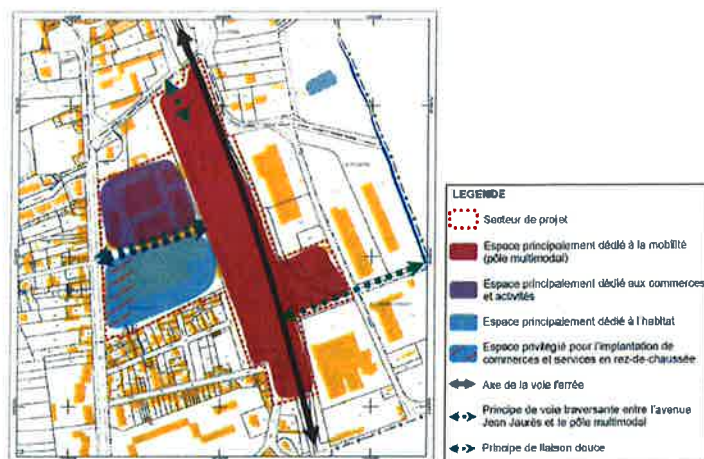 LEGENDE
Secteur de projet
Espace principalement dédié à la mobilité
(pôle multimodal)
Espace principalement dédié aux commerces
et activités
Espace principalement dédié à l'habitat
Espace privilégié pour l'implantation de
commerces et services en rez-de-chaussée
Axe de la voie ferrée
Principe de voie traversante entre l'avenue
Jean Jaurès et le pôle multimodal
Principe de liaison douce